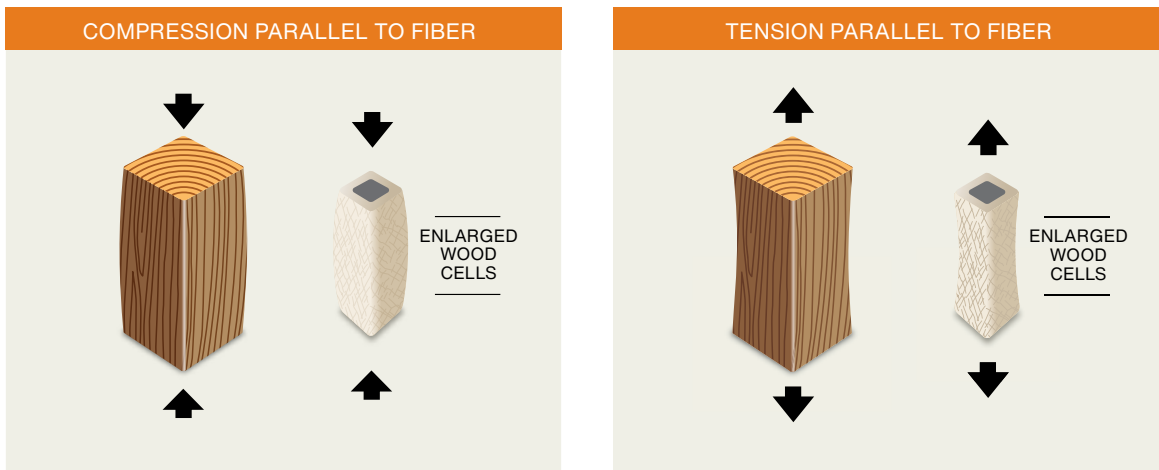 COMPRESSION PARALLEL TO FIBER
ENLARGED
WOOD
CELLS
TENSION PARALLEL TO FIBER
ENLARGED
WOOD
CELLS